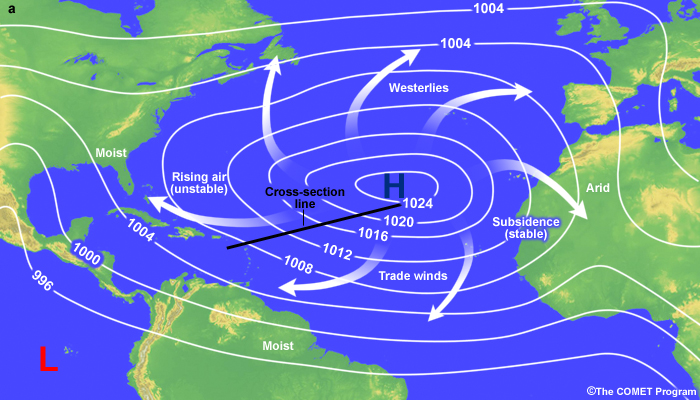 a
1004
1004
Westerlies
Moist
Rising air
(unstable)
Cross-section
line
H
Arid
1024
1020
Subsidence
(stable)
1016
1004
1012
1000
1008
Trade winds
996
Moist
L
©The COMET Program